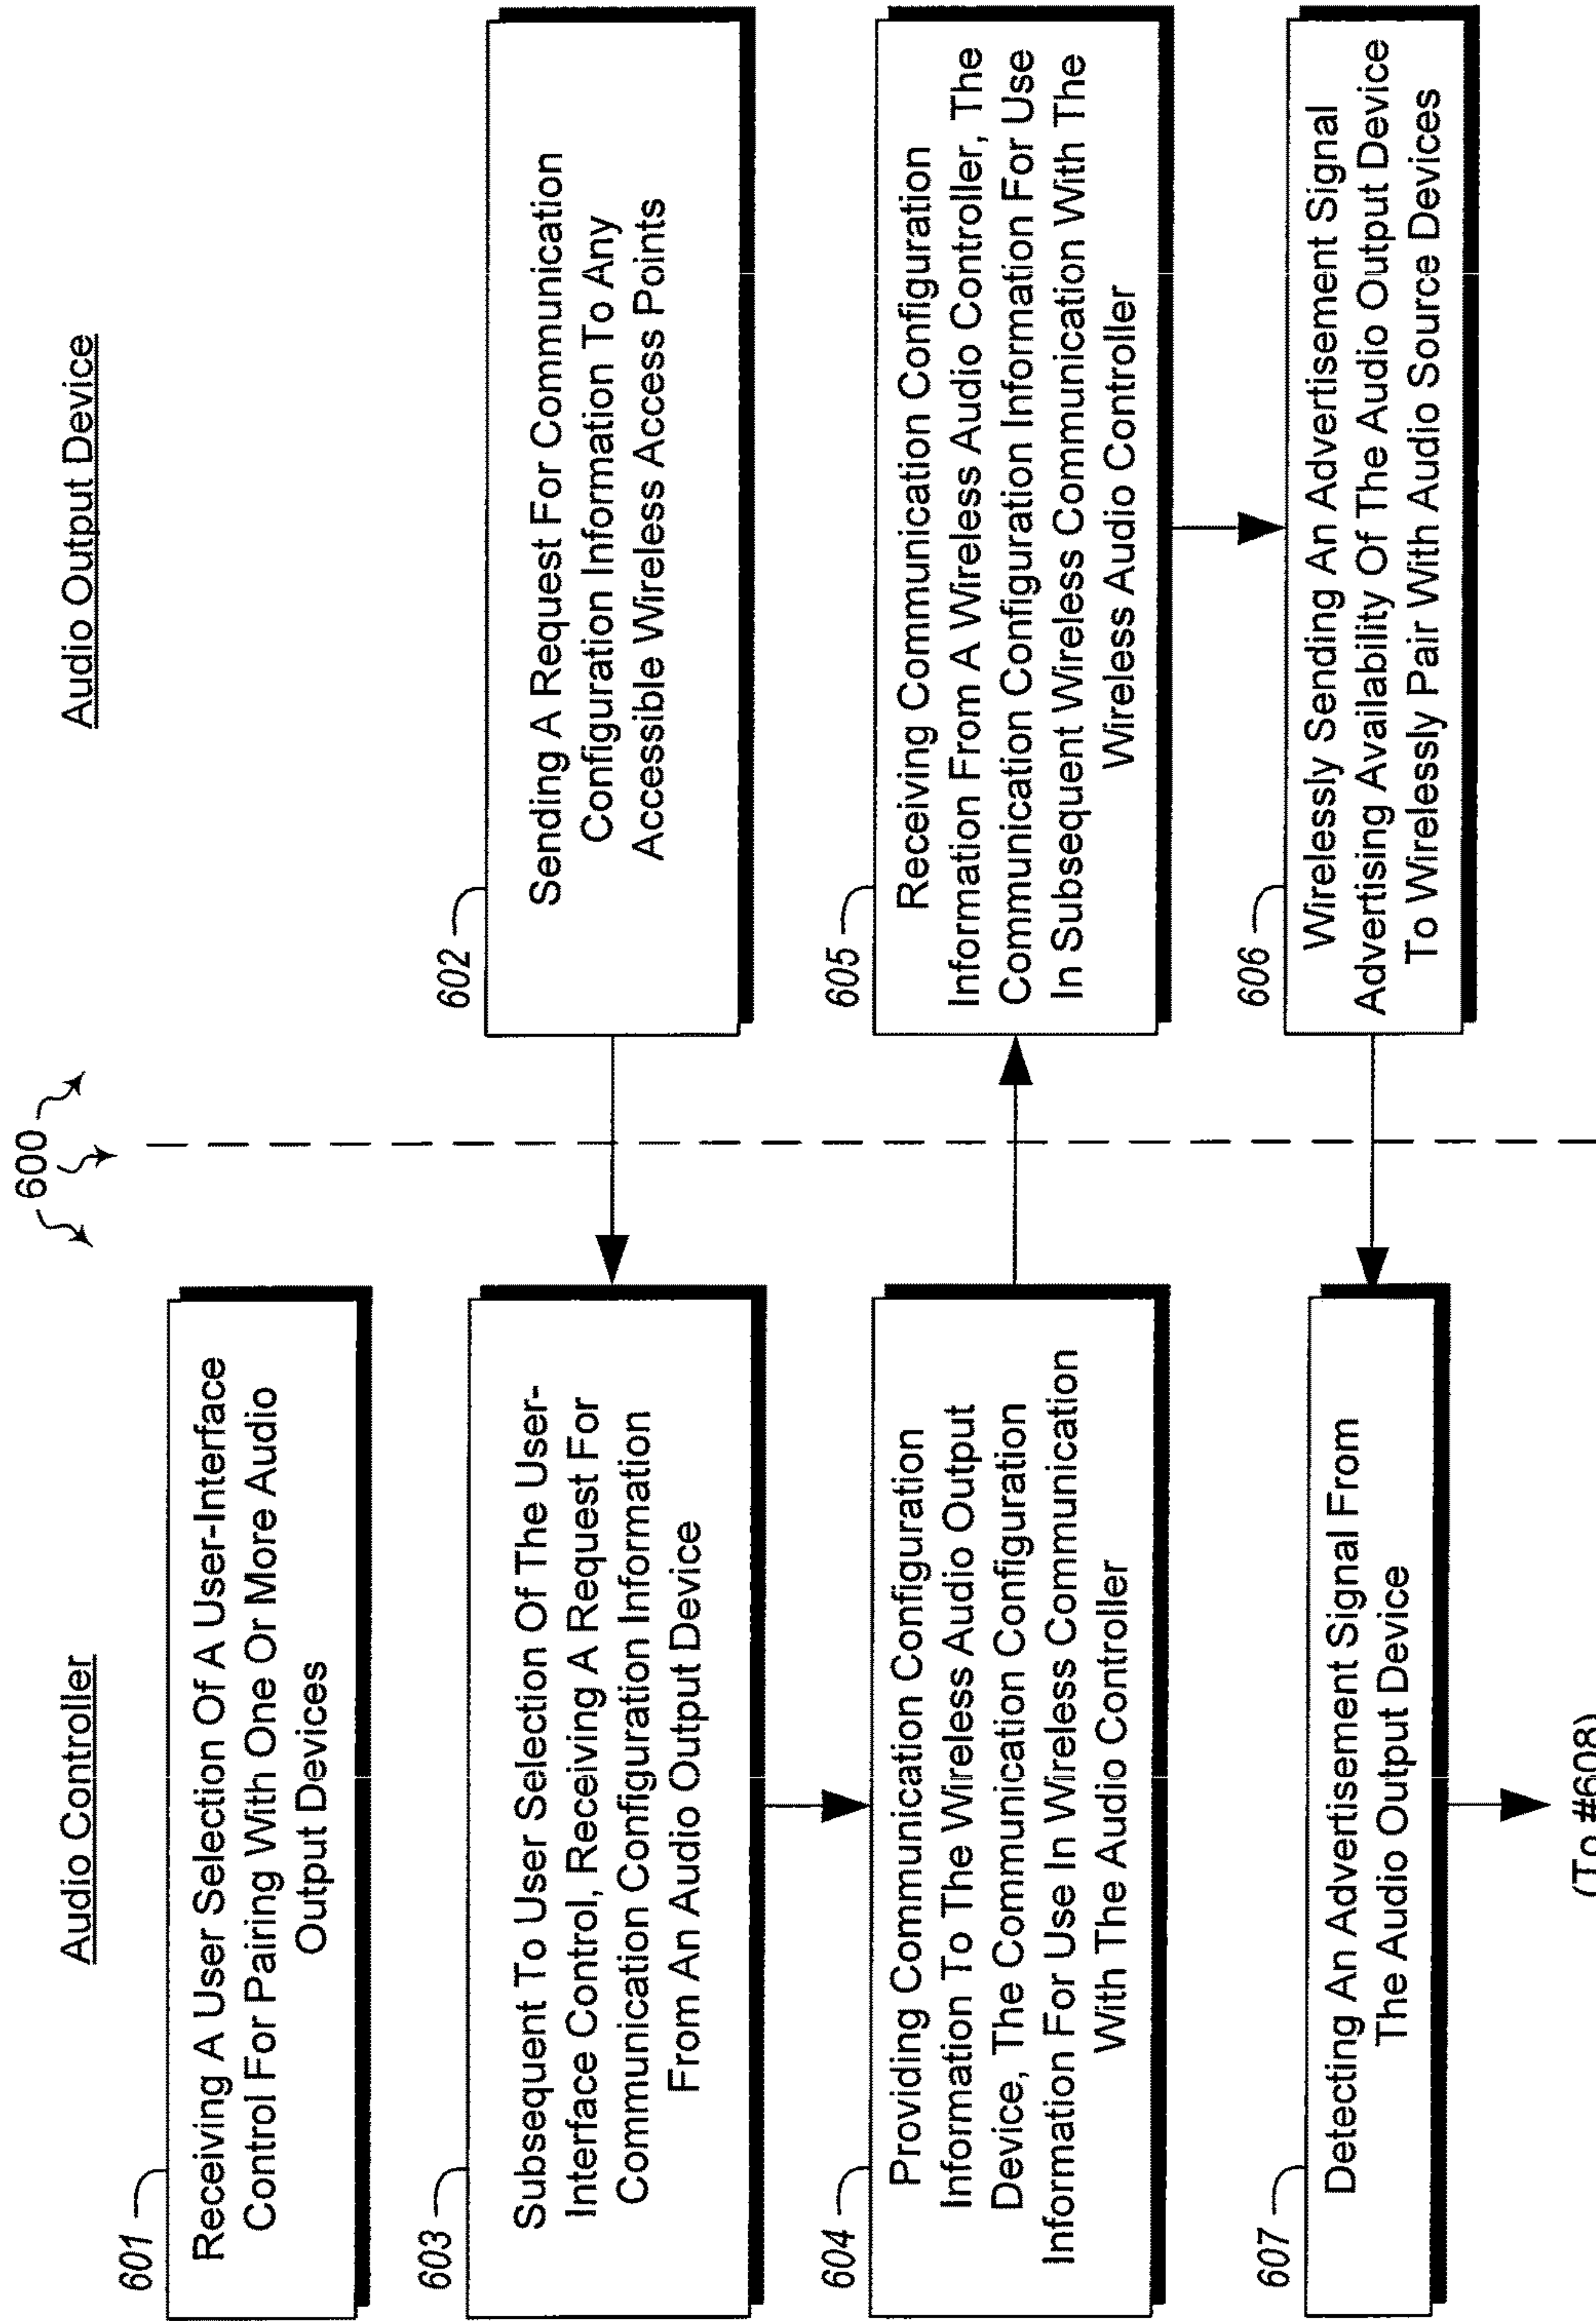 600
Audio Controller
Audio Output Device
601
Receiving A User Selection Of A User-Interface
Control For Pairing With One Or More Audio
Output Devices
602
Sending A Request For Communication
Configuration Information To Any
Accessible Wireless Access Points
603
Subsequent To User Selection Of The User-
Interface Control, Receiving A Request For
Communication Configuration Information
From An Audio Output Device
604
Providing Communication Configuration
Information To The Wireless Audio Output
Device, The Communication Configuration
Information For Use In Wireless Communication
With The Audio Controller
605
Receiving Communication Configuration
Information From A Wireless Audio Controller, The
Communication Configuration Information For Use
In Subsequent Wireless Communication With The
Wireless Audio Controller
606
Wirelessly Sending An Advertisement Signal
Advertising Availability Of The Audio Output Device
To Wirelessly Pair With Audio Source Devices
607
Detecting An Advertisement Signal From
The Audio Output Device
(To #608)